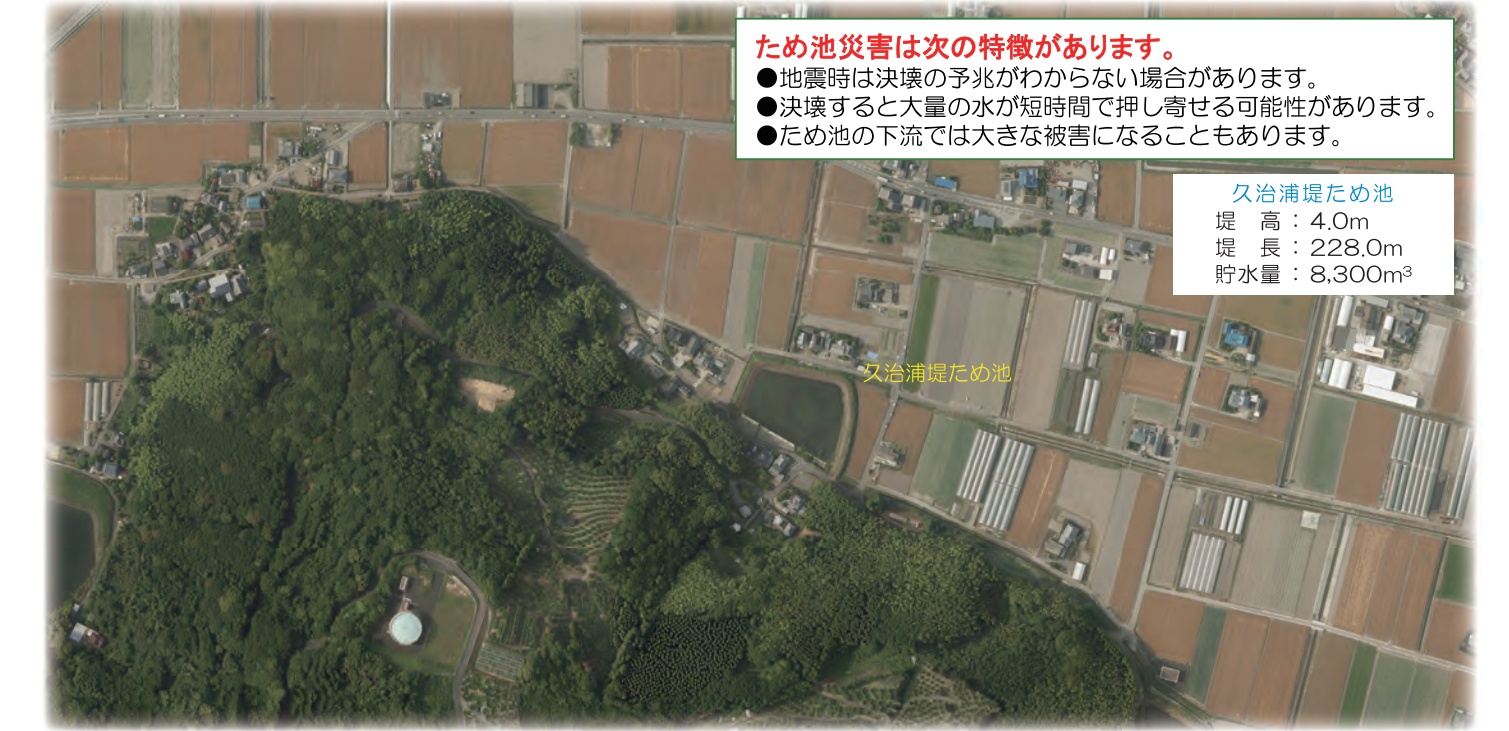 ため池災害は次の特徴があります。
●地震時は決壊の予兆がわからない場合があります。
●決壊すると大量の水が短時間で押し寄せる可能性があります。
●ため池の下流では大きな被害になることもあります。
久治浦堤ため池
堤　高：4.0m
堤　長：228.0m
貯水量：8,300m³
久治浦堤ため池